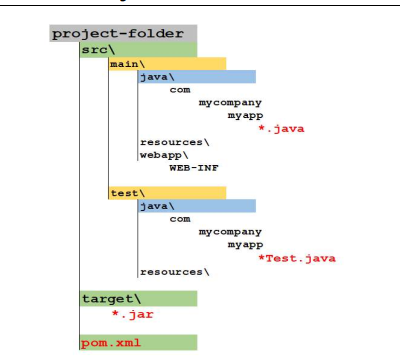 project-folder
src\
main\
java\
com
mycompany
myapp
*.java
resources\
webapp\
WEB-INF
test\
java\
com
mycompany
myapp
*Test.java
resources\
target\
*.jar
pom.xml